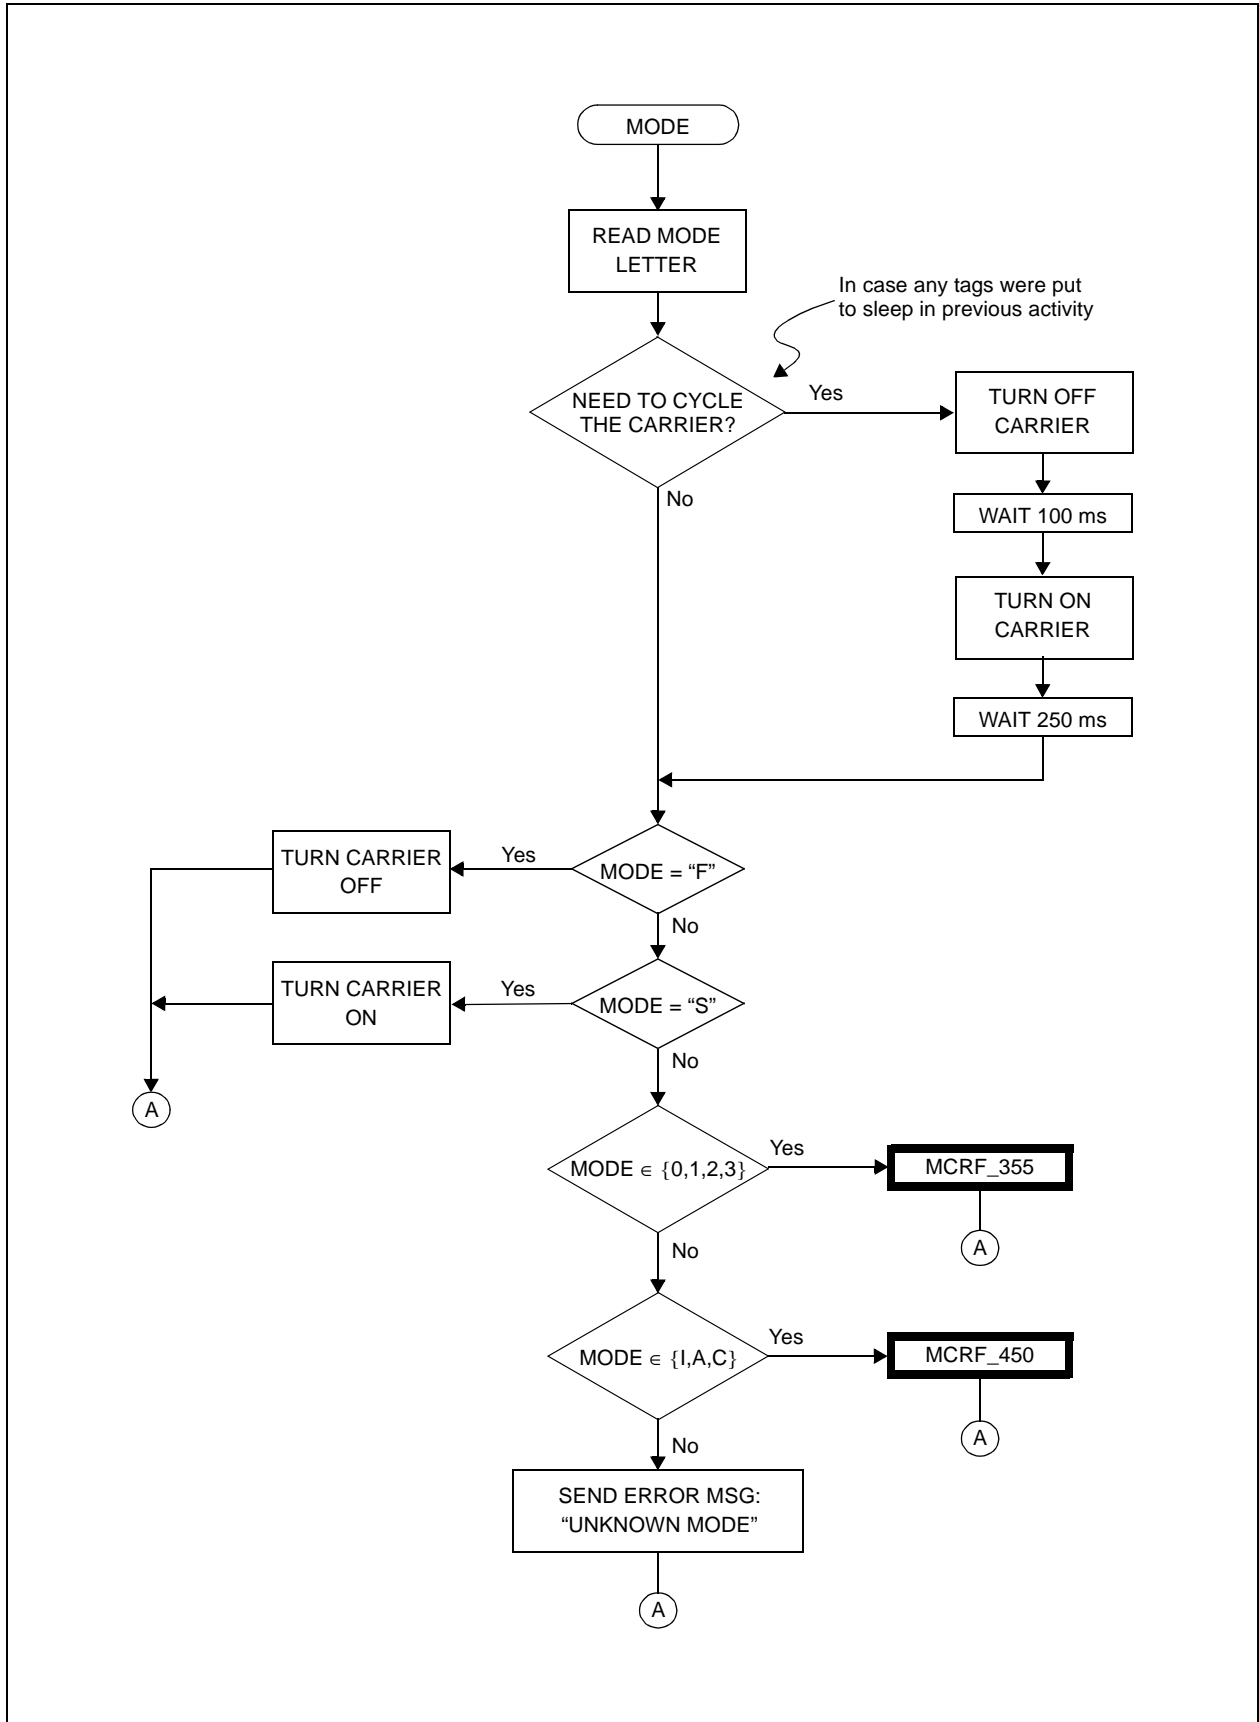 MODE
READ MODE
LETTER
In case any tags were put
to sleep in previous activity
NEED TO CYCLE
THE CARRIER?
Yes
TURN OFF
CARRIER
No
WAIT 100 ms
TURN ON
CARRIER
WAIT 250 ms
MODE = “F”
Yes
TURN CARRIER
OFF
No
MODE = “S”
Yes
TURN CARRIER
ON
No
A
MODE ∈ {0,1,2,3}
Yes
MCRF_355
A
No
MODE ∈ {I,A,C}
Yes
MCRF_450
A
No
SEND ERROR MSG:
“UNKNOWN MODE”
A